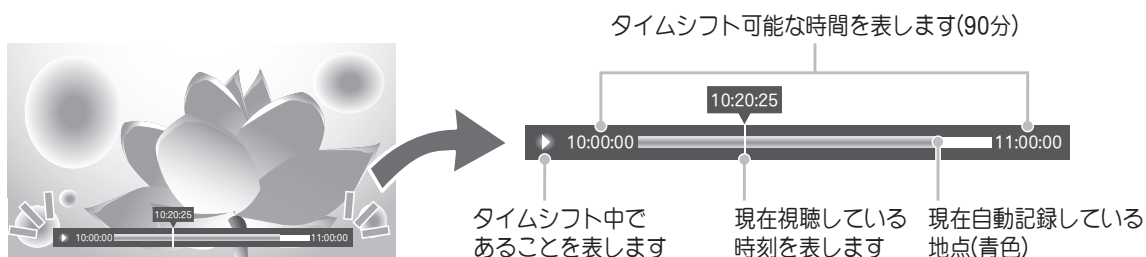 タイムシフト可能な時間を表します(90分)
10:20:25
10:00:00
11:00:00
タイムシフト中で
あることを表します
現在視聴している
時刻を表します
現在自動記録している
地点(青色)
10:20:25
10:00:00
11:00:00